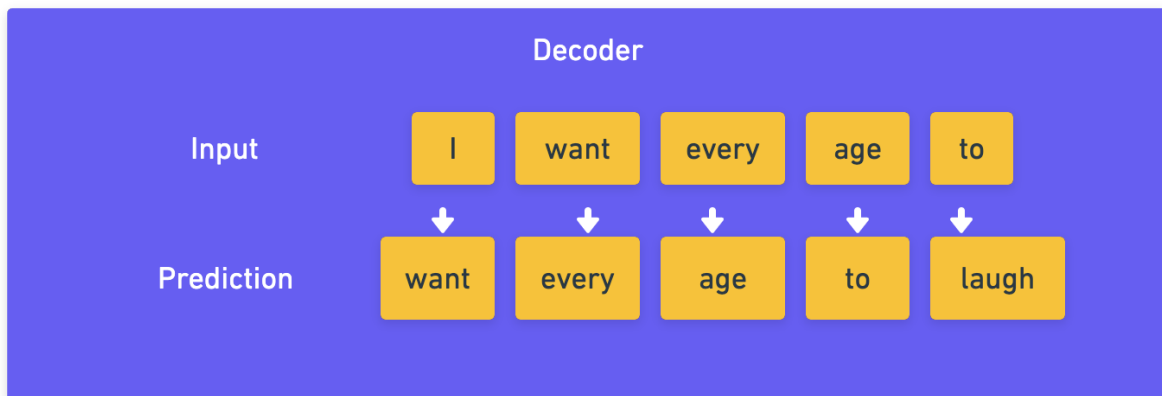 Decoder
Input I want every age to
Prediction want every age to laugh